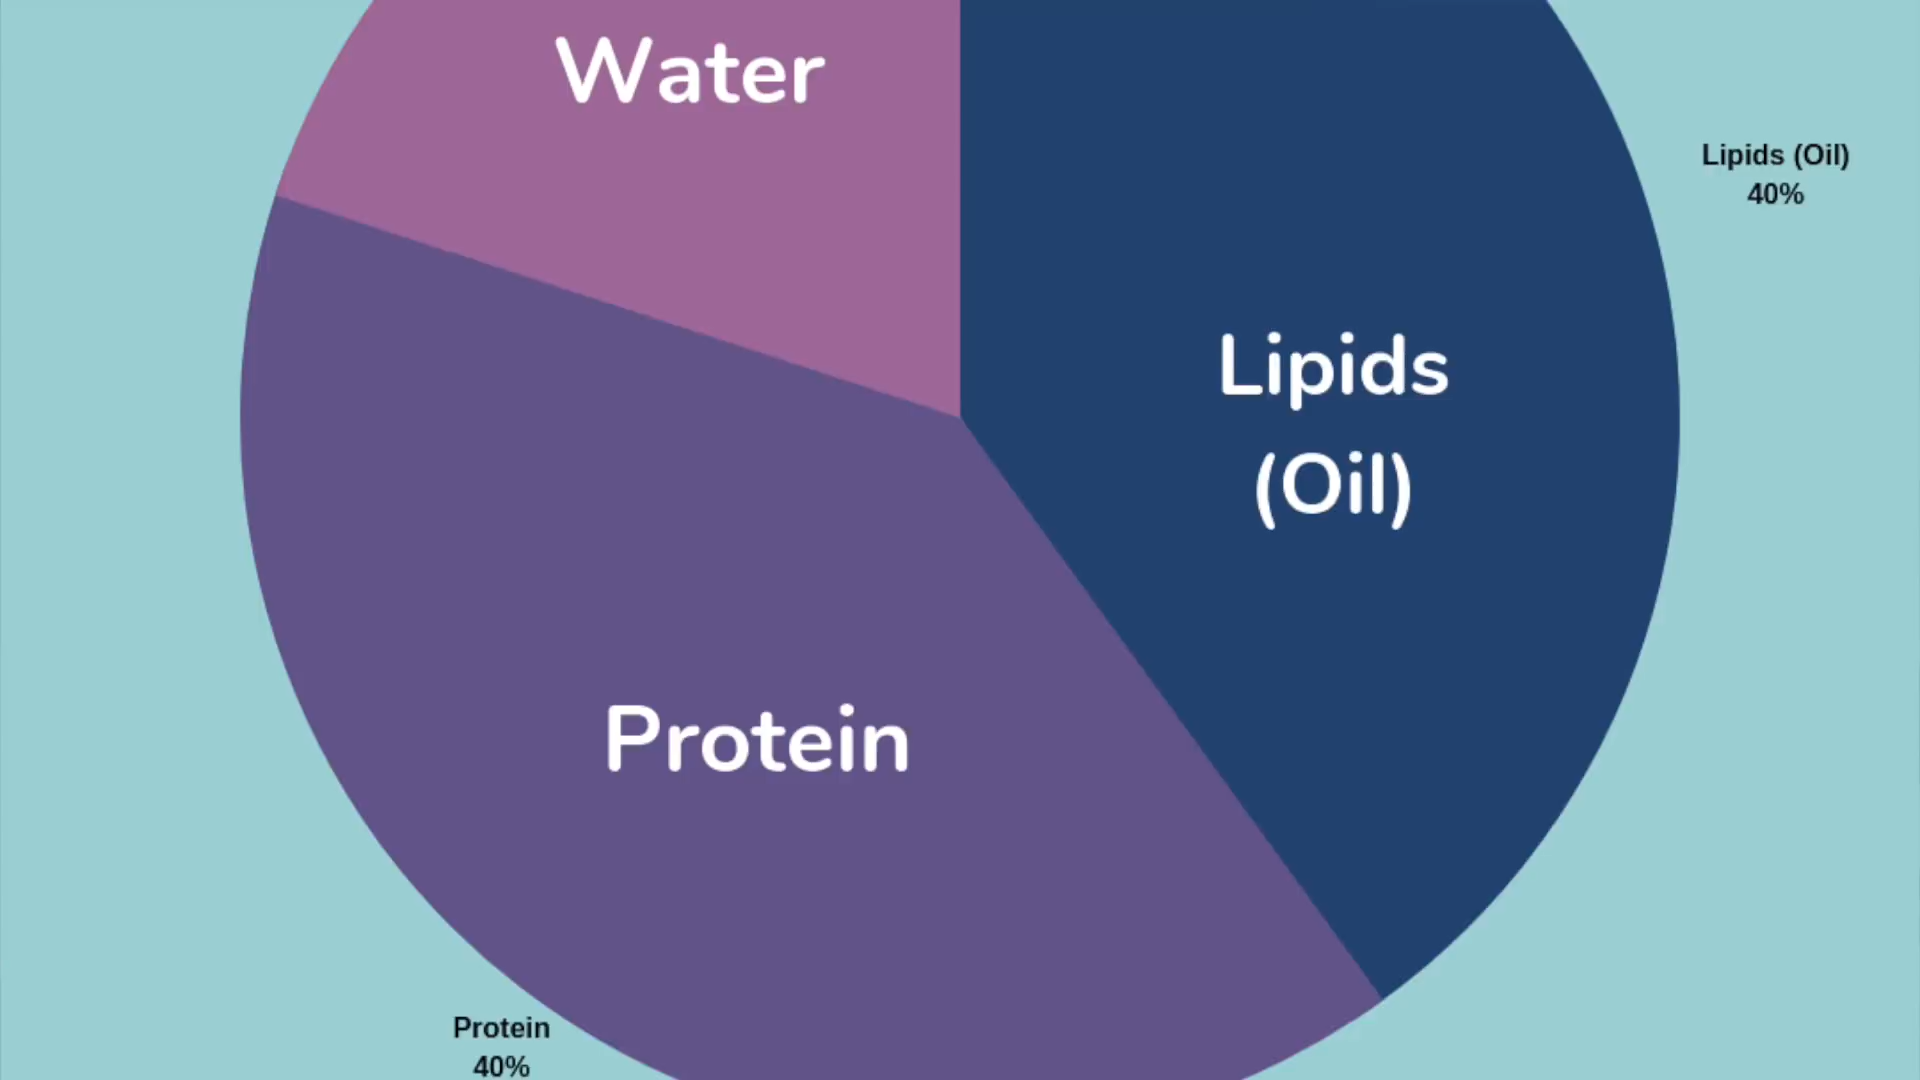 Water
Lipids (Oil)
40%
Lipids
(Oil)
Protein
Protein
40%